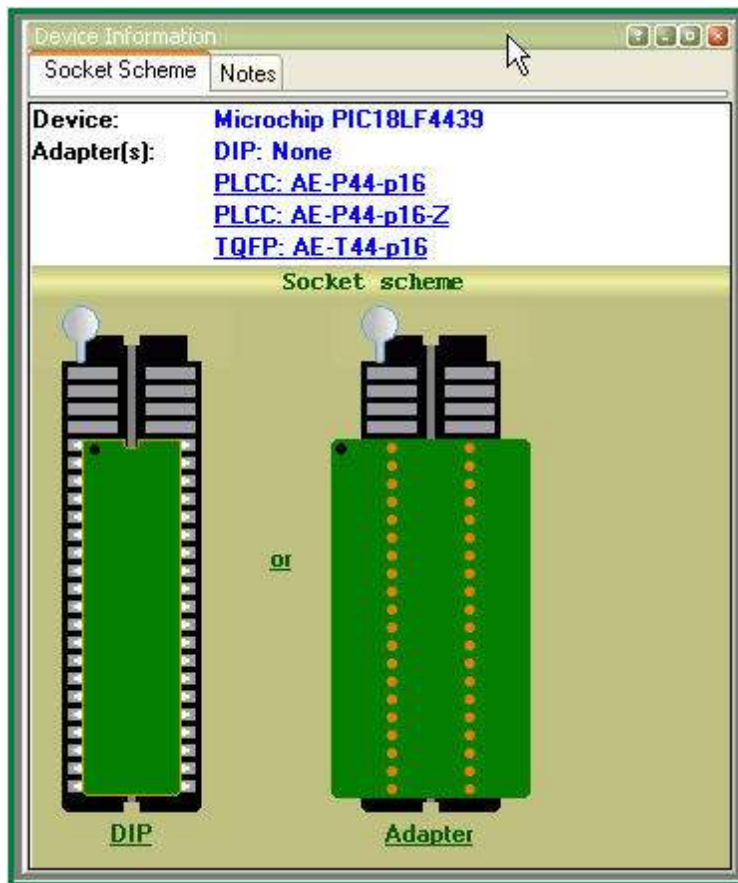 Device Information
Socket Scheme Notes
Device: Microchip PIC18LF4439
Adapter(s): DIP: None
PLCC: AE-P44-p16
PLCC: AE-P44-p16-Z
TQFP: AE-T44-p16
Socket scheme
or
DIP Adapter